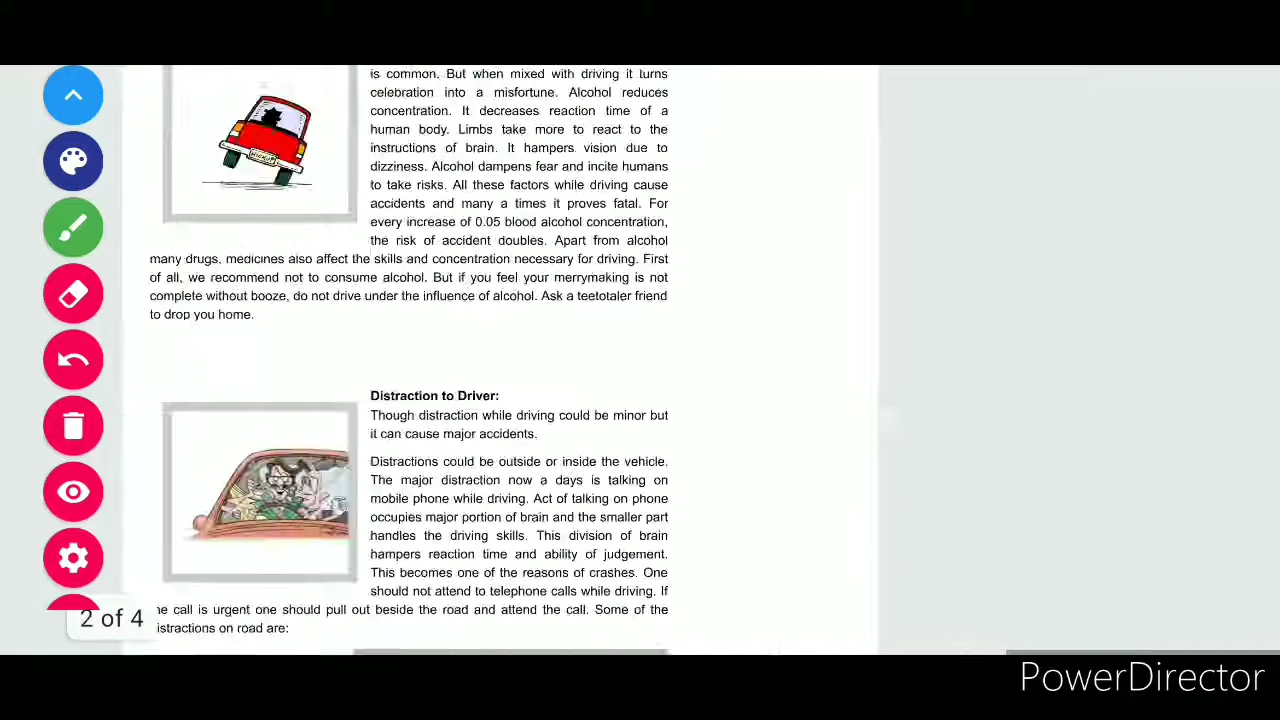 is common. But when mixed with driving it turns
celebration into a misfortune. Alcohol reduces
concentration. It decreases reaction time of a
human body. Limbs take more to react to the
instructions of brain. It hampers vision due to
dizziness. Alcohol dampens fear and incite humans
to take risks. All these factors while driving cause
accidents and many a times it proves fatal. For
every increase of 0.05 blood alcohol concentration,
the risk of accident doubles. Apart from alcohol
many drugs, medicines also affect the skills and concentration necessary for driving. First
of all, we recommend not to consume alcohol. But if you feel your merrymaking is not
complete without booze, do not drive under the influence of alcohol. Ask a teetotaler friend
to drop you home.
Distraction to Driver:
Though distraction while driving could be minor but
it can cause major accidents.
Distractions could be outside or inside the vehicle.
The major distraction now a days is talking on
mobile phone while driving. Act of talking on phone
occupies major portion of brain and the smaller part
handles the driving skills. This division of brain
hampers reaction time and ability of judgement.
This becomes one of the reasons of crashes. One
should not attend to telephone calls while driving. If
he call is urgent one should pull out beside the road and attend the call. Some of the
istractions on road are:
2 of 4
PowerDirector